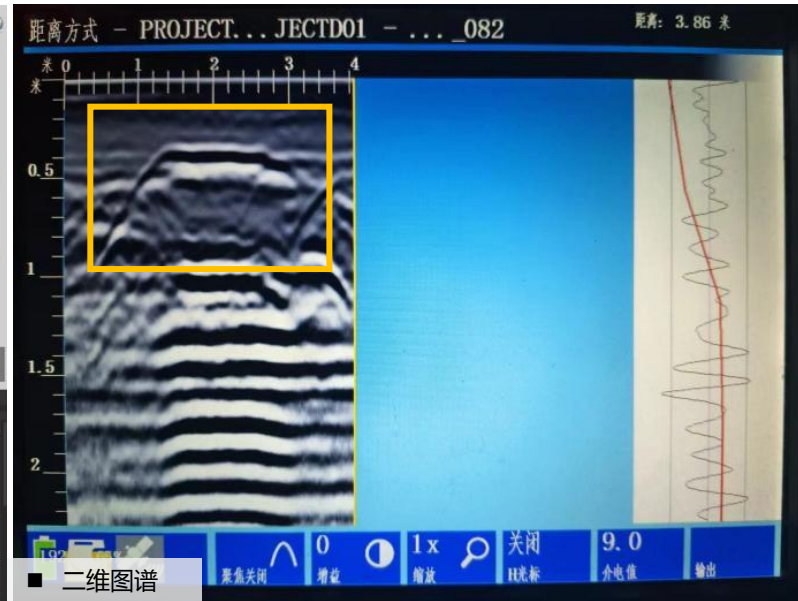 距离方式 - PROJECT...JECTD01 - ..._082
距离: 3.86 米
米 0 1 2 3 4
米
0.5
1
1.5
2
聚焦关闭
0
增益
1x
缩放
关闭
H光标
9.0
介电值
输出
■ 二维图谱